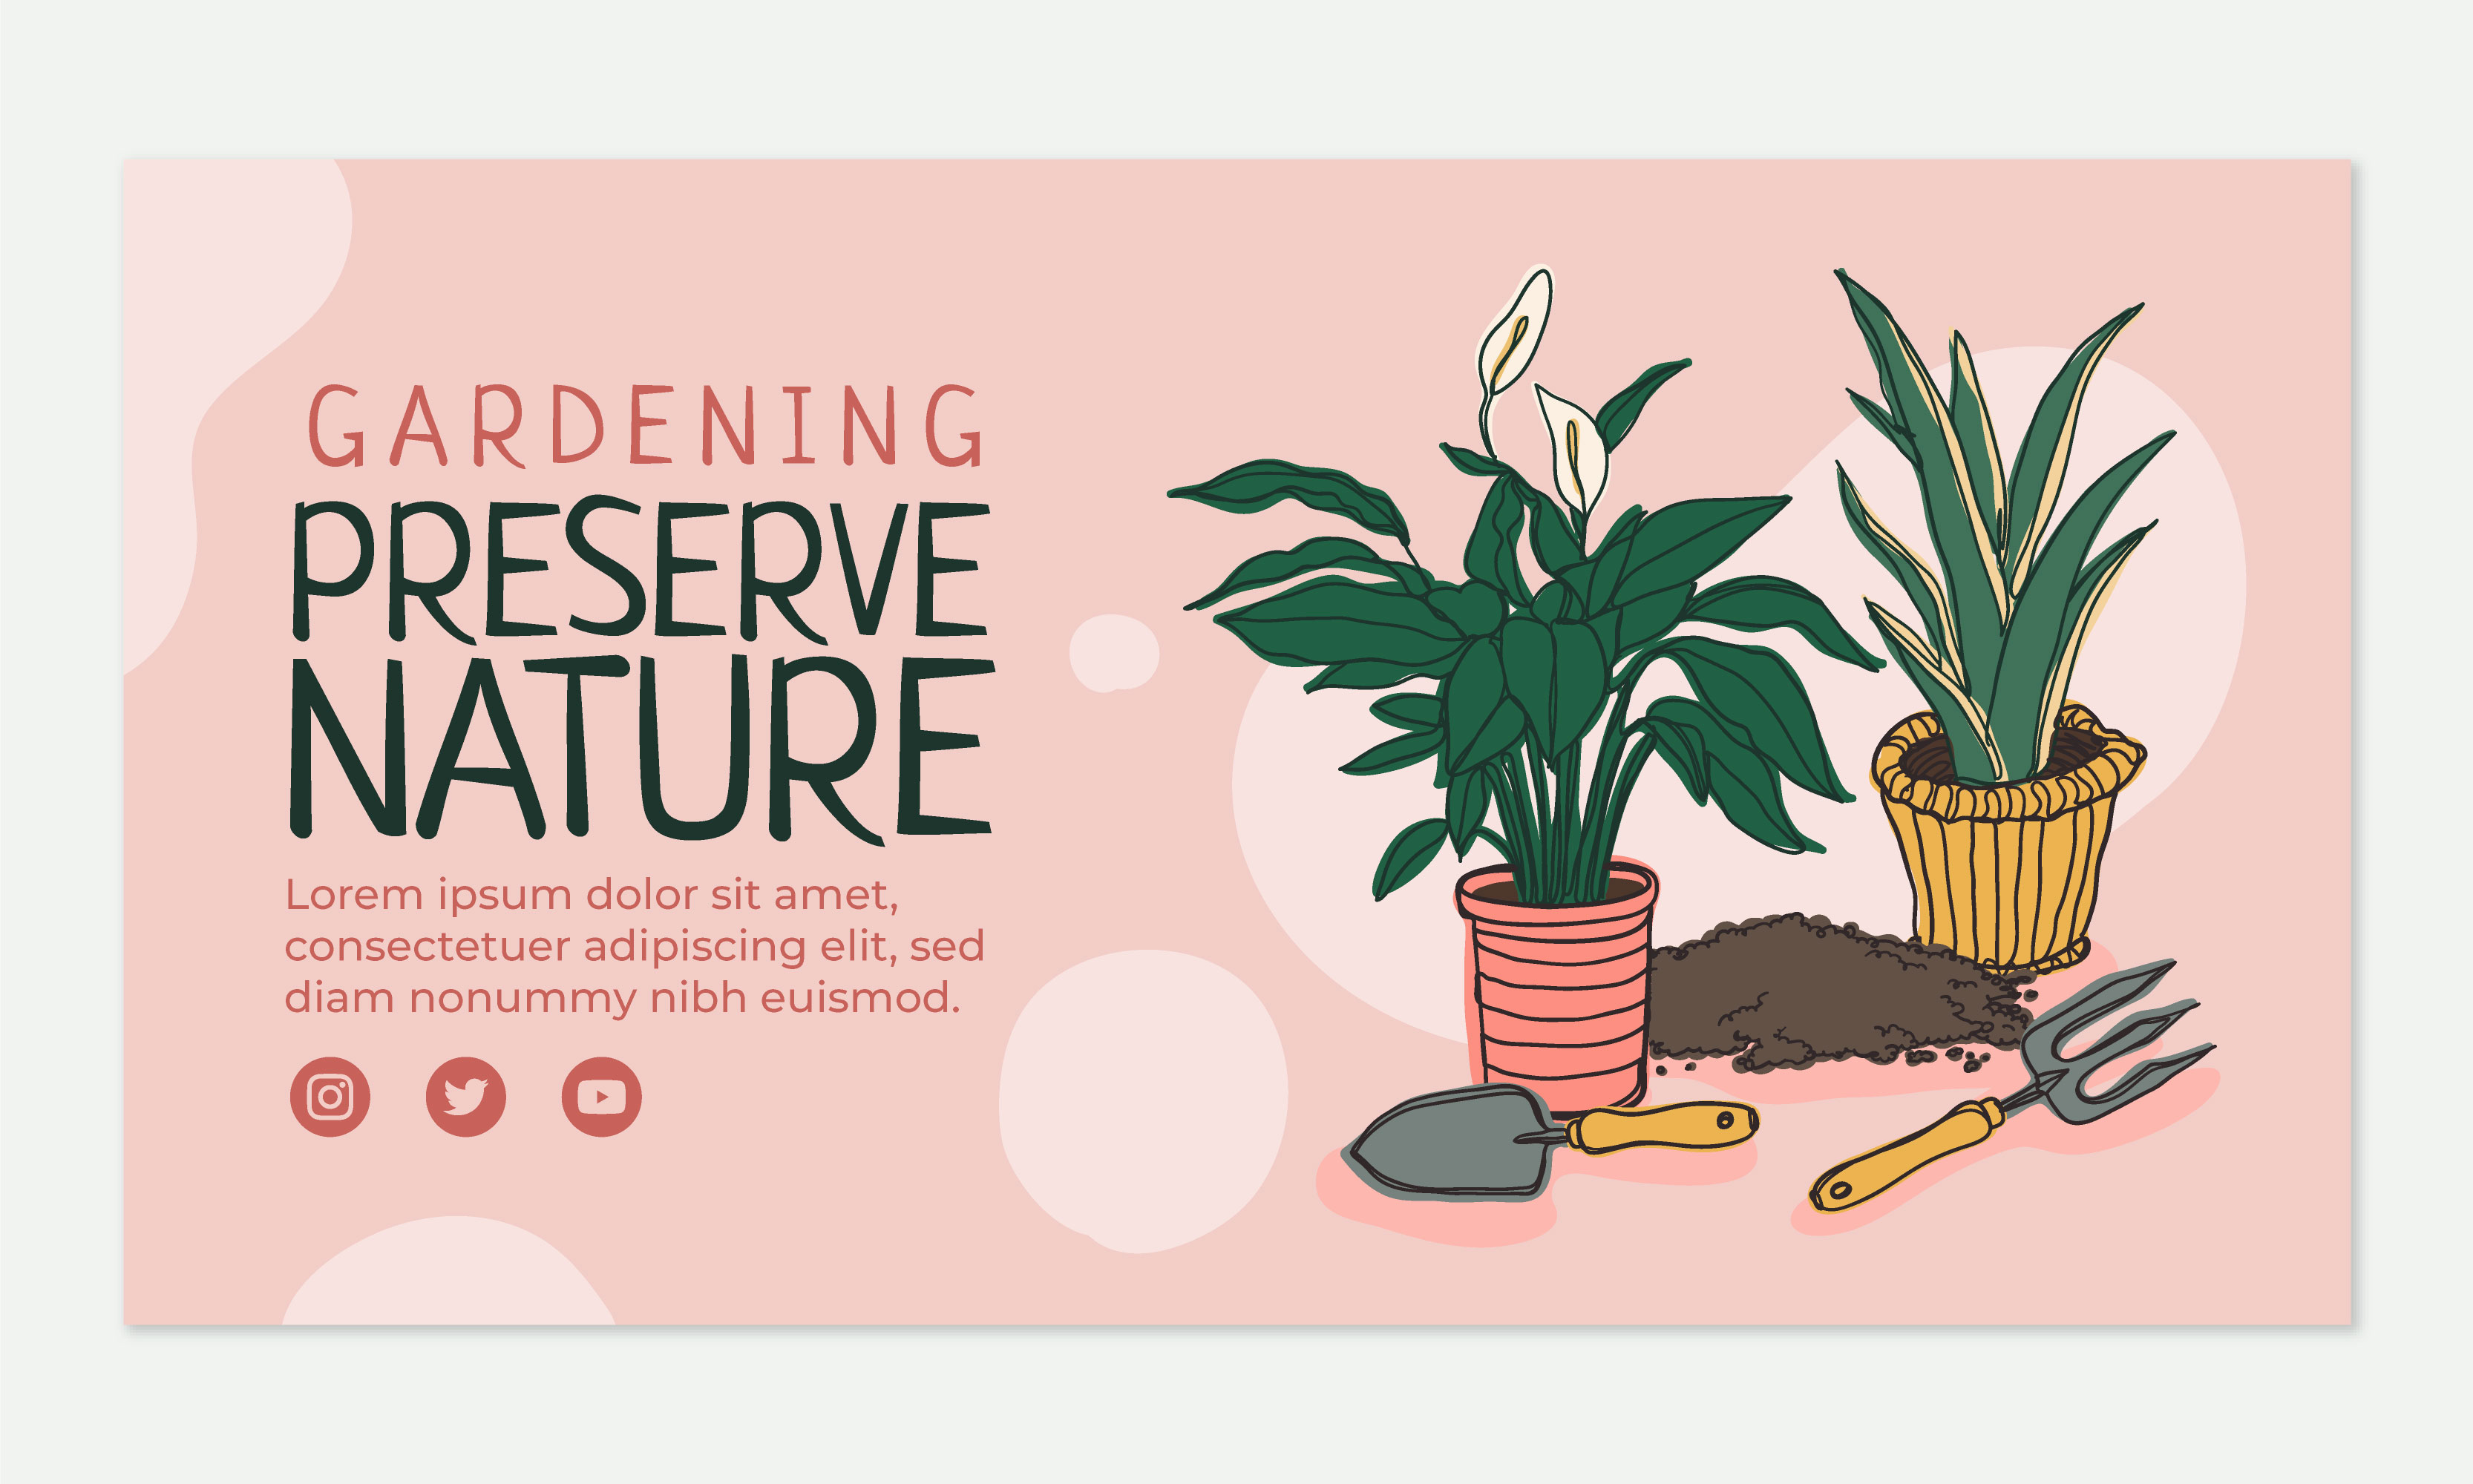 GARDENING
PRESERVE
NATURE
Lorem ipsum dolor sit amet,
consectetuer adipiscing elit, sed
diam nonummy nibh euismod.